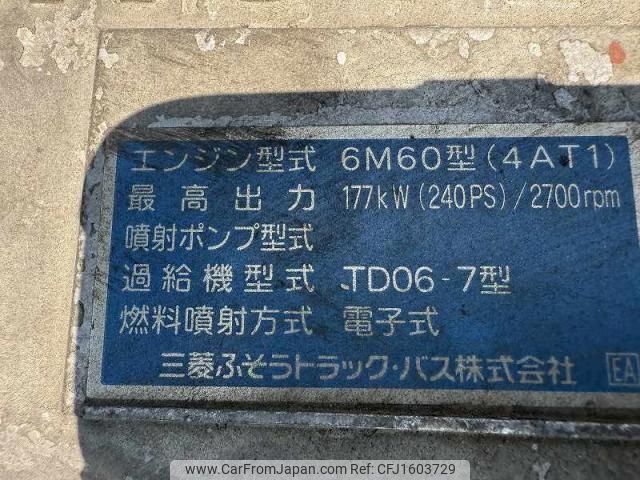 エンジン型式 6M60型(4AT1)
最高出力 177kW(240PS)/2700rpm
噴射ポンプ型式
過給機型式 TD06-7型
燃料噴射方式 電子式
三菱ふそうトラック・バス株式会社 EA
www.CarFromJapan.com | CFJ1603729